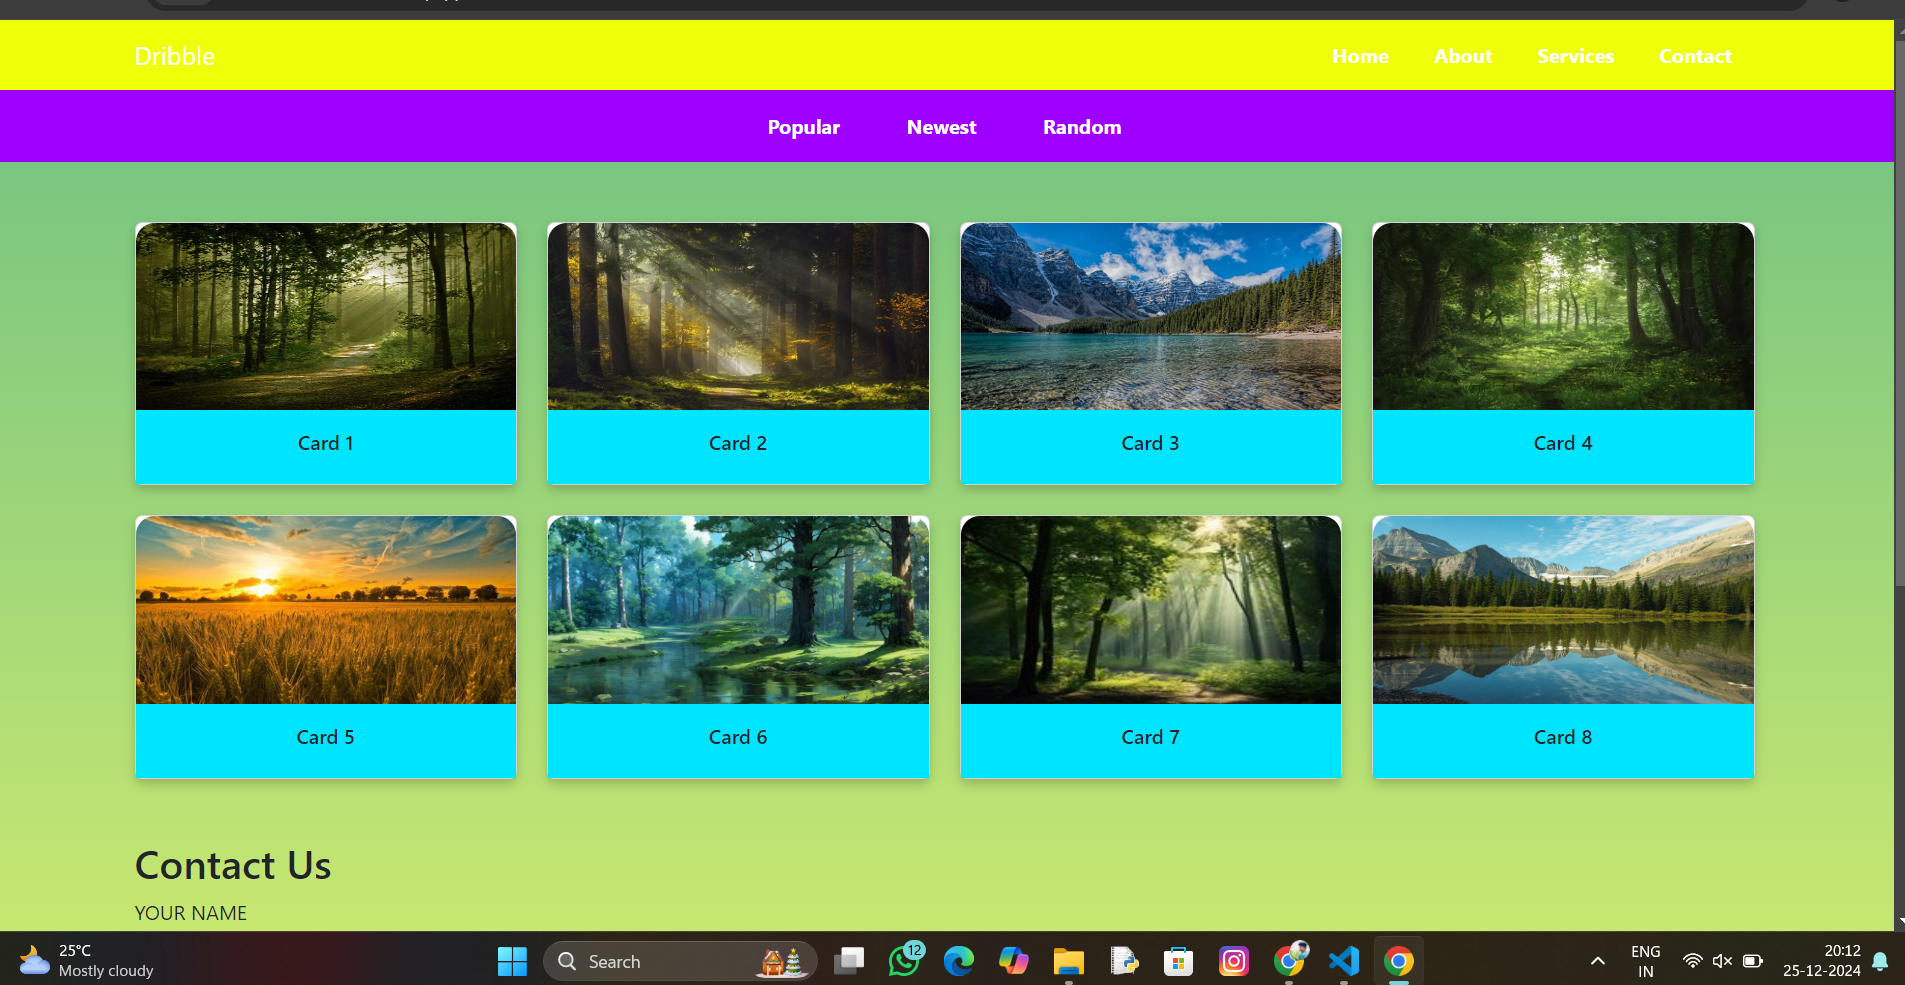 Dribble
Home About Services Contact
Popular Newest Random
Card 1 Card 2 Card 3 Card 4
Card 5 Card 6 Card 7 Card 8
Contact Us
YOUR NAME
25°C
Mostly cloudy
Search
12
ENG
IN
20:12
25-12-2024